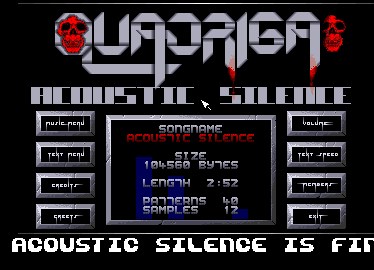 QUADRIGA
ACOUSTIC SILENCE
MUSIC MENU
TEXT MENU
CREDITS
GREETS
SONGNAME
ACOUSTIC SILENCE
SIZE
104560 BYTES
LENGTH 2:52
PATTERNS 40
SAMPLES 12
VOLUME
TEXT SPEED
MEMBERS
EXIT
ACOUSTIC SILENCE IS FIN